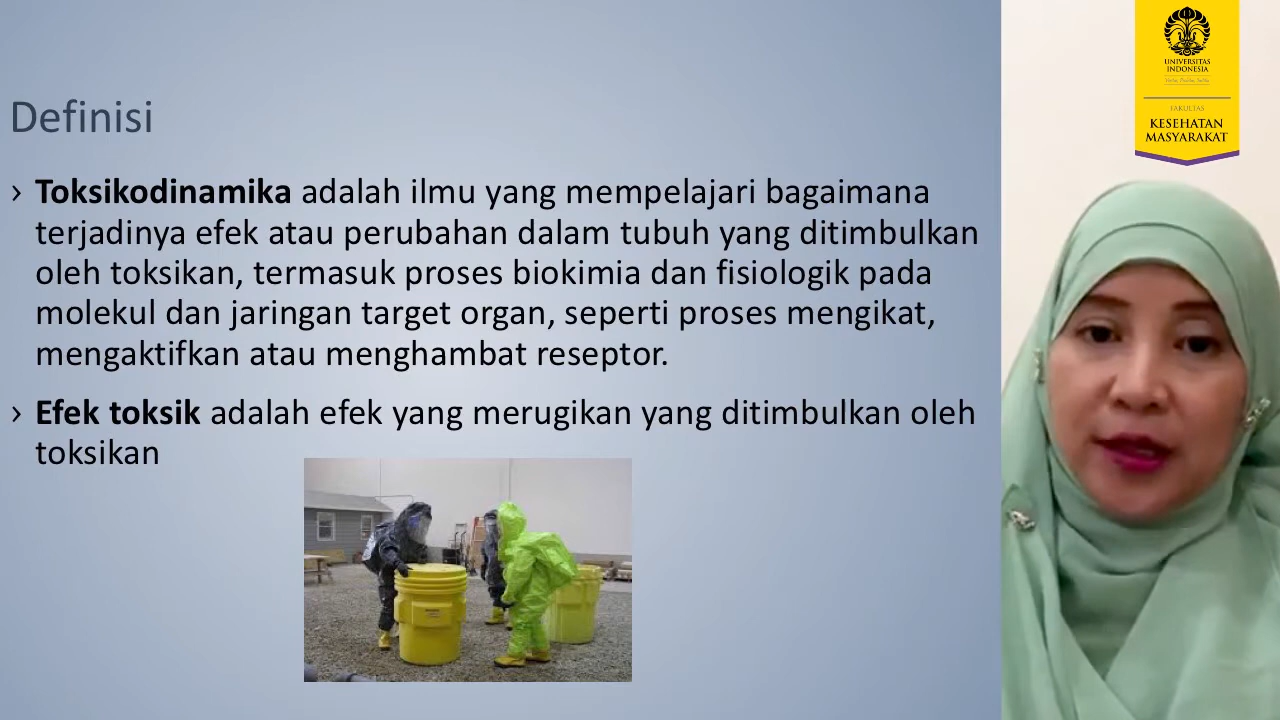 Definisi
› Toksikodinamika adalah ilmu yang mempelajari bagaimana
terjadinya efek atau perubahan dalam tubuh yang ditimbulkan
oleh toksikan, termasuk proses biokimia dan fisiologik pada
molekul dan jaringan target organ, seperti proses mengikat,
mengaktifkan atau menghambat reseptor.
› Efek toksik adalah efek yang merugikan yang ditimbulkan oleh
toksikan
UNIVERSITAS
INDONESIA
FAKULTAS
KESEHATAN
MASYARAKAT